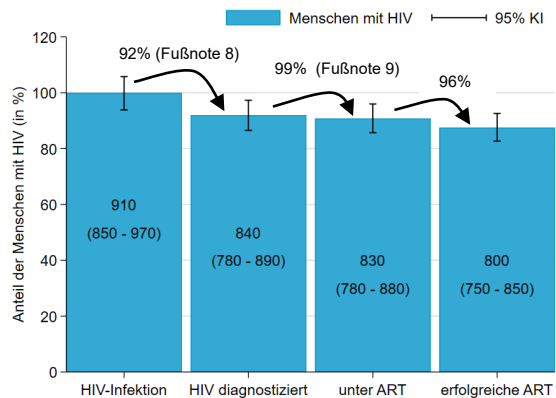 Menschen mit HIV 95% KI
Anteil der Menschen mit HIV (in %)
120
100
80
60
40
20
0
92% (Fußnote 8)
99% (Fußnote 9)
96%
910
(850 - 970)
840
(780 - 890)
830
(780 - 880)
800
(750 - 850)
HIV-Infektion HIV diagnostiziert unter ART erfolgreiche ART